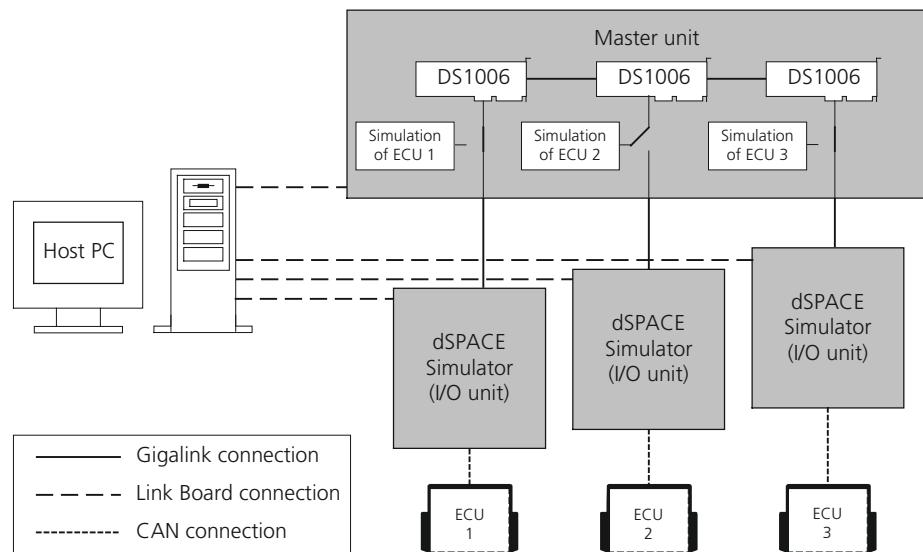 Master unit
DS1006
DS1006
DS1006
Simulation
of ECU 1
Simulation
of ECU 2
Simulation
of ECU 3
Host PC
dSPACE
Simulator
(I/O unit)
dSPACE
Simulator
(I/O unit)
dSPACE
Simulator
(I/O unit)
Gigalink connection
Link Board connection
CAN connection
ECU
1
ECU
2
ECU
3